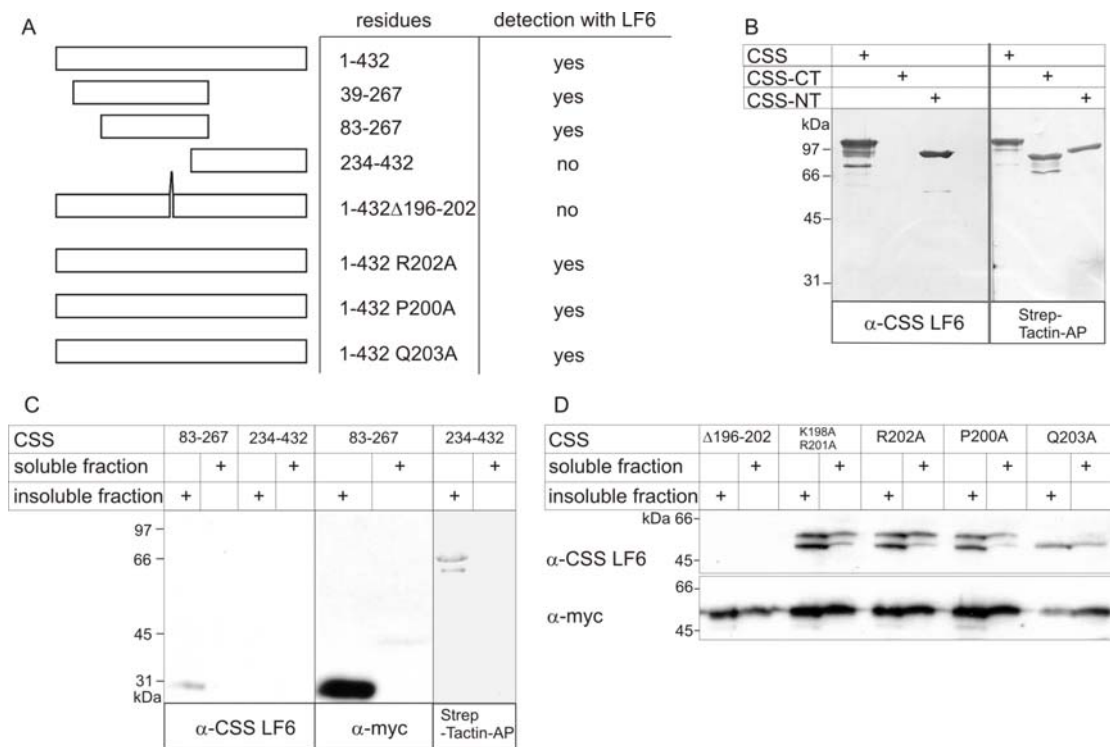 A
residues detection with LF6
1-432 yes
39-267 yes
83-267 yes
234-432 no
1-432Δ196-202 no
1-432 R202A yes
1-432 P200A yes
1-432 Q203A yes
B
CSS + +
CSS-CT + +
CSS-NT + +
kDa
97
66
45
31
α-CSS LF6
Strep-
Tactin-AP
C
CSS 83-267 234-432 83-267 234-432
soluble fraction + + + +
insoluble fraction + + + +
97
66
45
31
kDa
α-CSS LF6 α-myc
Strep
-Tactin-AP
D
CSS Δ196-202 K198A R202A P200A Q203A
R201A
soluble fraction + + + + +
insoluble fraction + + + + +
kDa 66
α-CSS LF6
45
66
α-myc
45